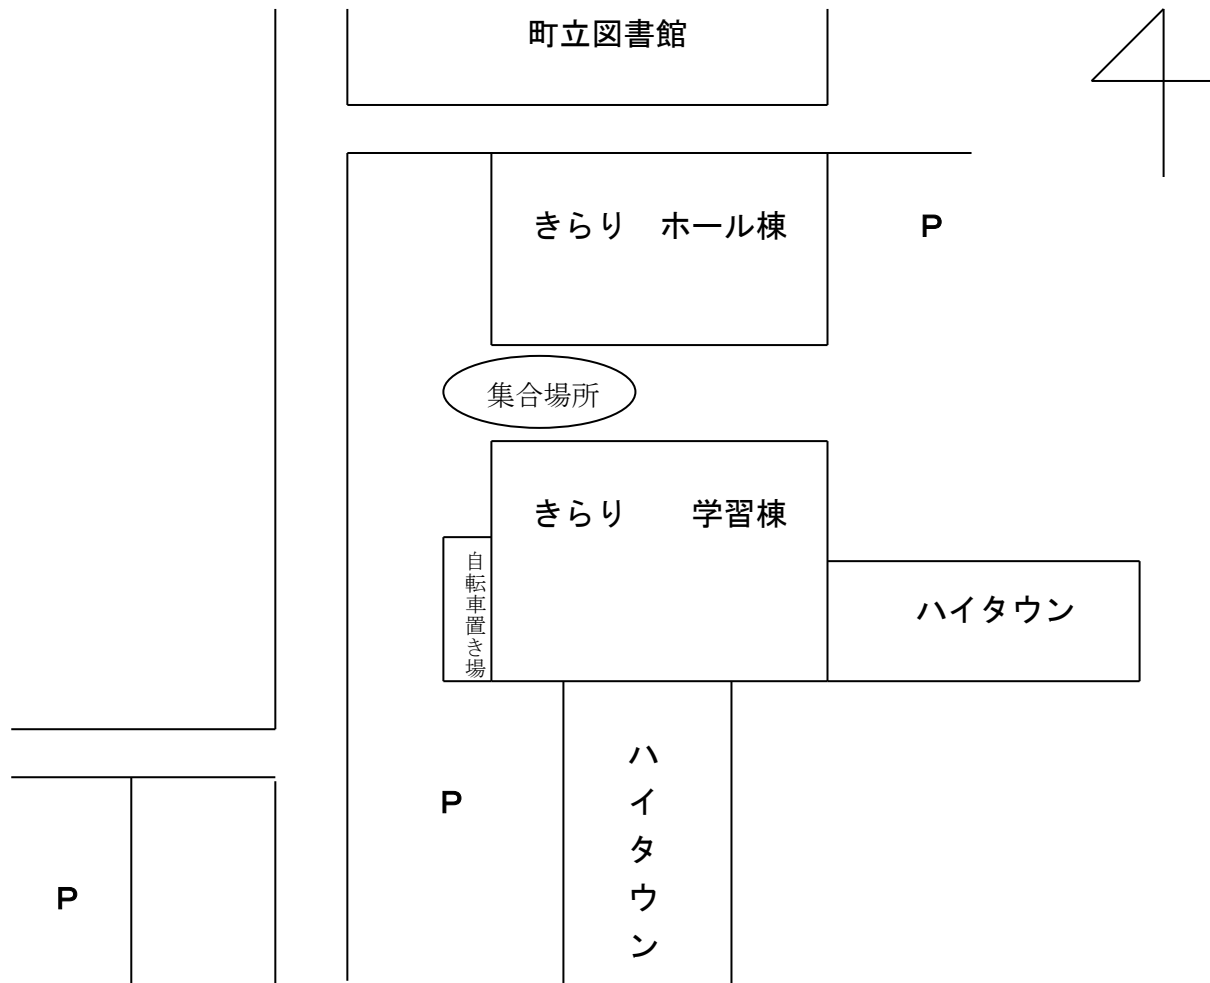 町立図書館
きらり　ホール棟
Ｐ
集合場所
きらり　　学習棟
自転車置き場
ハイタウン
ハイタウン
Ｐ
Ｐ